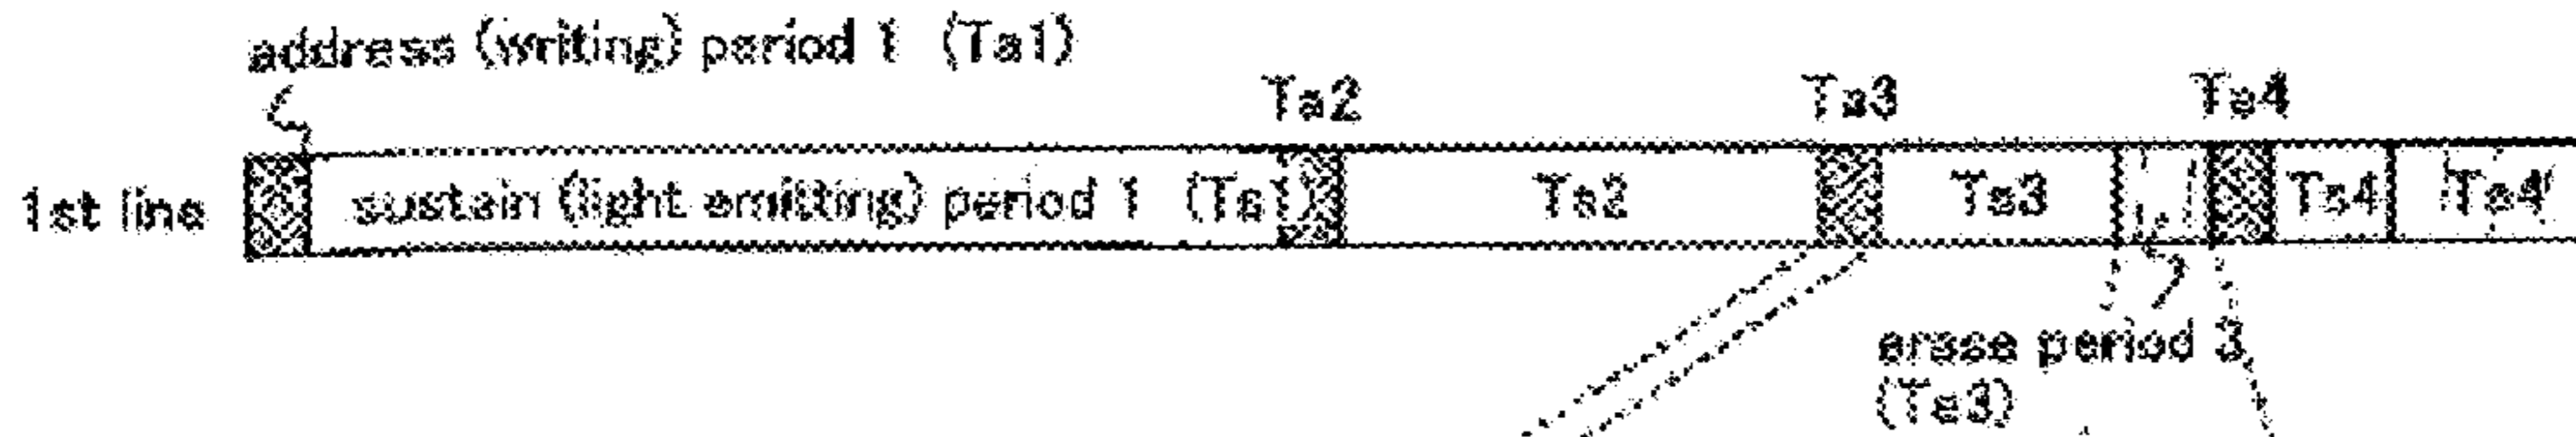 address (writing) period 1 (Ta1)
Ta2 Ta3 Ta4
1st line sustain (light emitting) period 1 (Ts1) Ts2 Ts3 Ts4 Te4
erase period 3
(Te3)